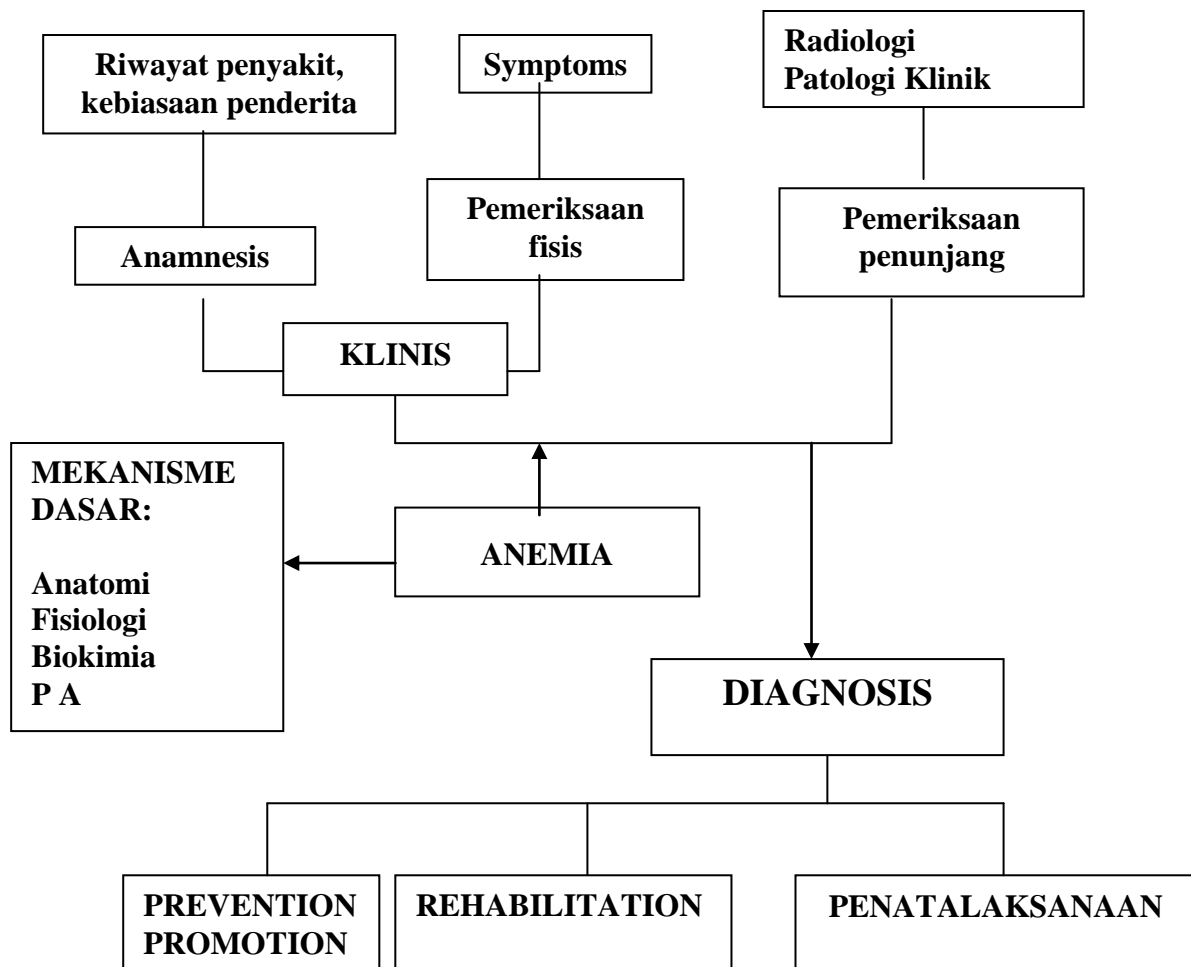 Riwayat penyakit,
kebiasaan penderita
Symptoms
Radiologi
Patologi Klinik
Anamnesis
Pemeriksaan
fisis
Pemeriksaan
penunjang
KLINIS
MEKANISME
DASAR:
Anatomi
Fisiologi
Biokimia
P A
ANEMIA
DIAGNOSIS
PREVENTION
PROMOTION
REHABILITATION
PENATALAKSANAAN